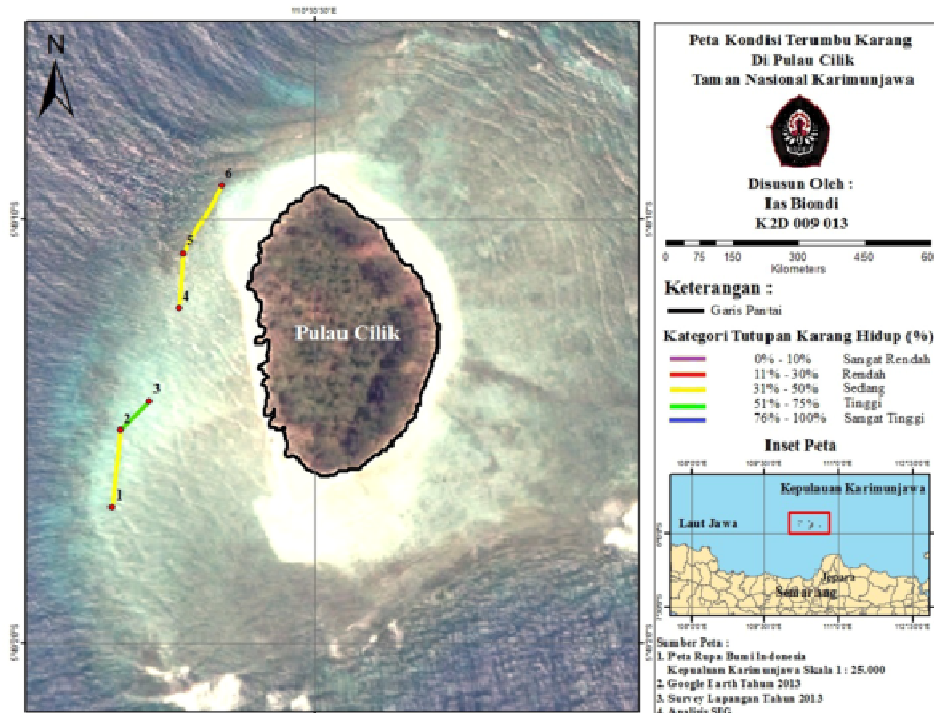 N
6
5
4
3
2
1
Pulau Cilik
Peta Kondisi Terumbu Karang
Di Pulau Cilik
Taman Nasional Karimunjawa
Disusun Oleh :
Ias Biondi
K2D 009 013
0 75 150 300 450 600
Kilometers
Keterangan :
Garis Pantai
Kategori Tutupan Karang Hidup (%)
0% - 10% Sangat Rendah
11% - 30% Rendah
31% - 50% Sedang
51% - 75% Tinggi
76% - 100% Sangat Tinggi
Inset Peta
Kepulauan Karimunjawa
Laut Jawa
Jepara
Semarang
Sumber Peta :
1. Peta Rupa Bumi Indonesia
Kepualuan Karimunjawa Skala 1 : 25.000
2. Google Earth Tahun 2013
3. Survey Lapangan Tahun 2013